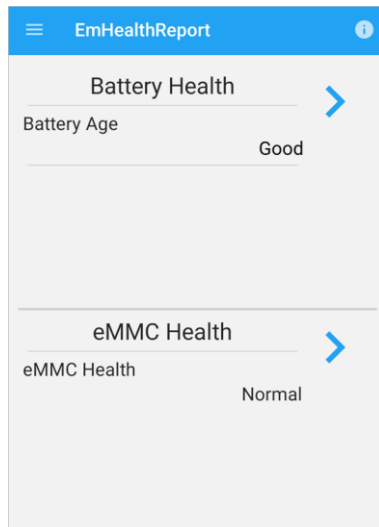 EmHealthReport
Battery Health
Battery Age
Good
eMMC Health
eMMC Health
Normal